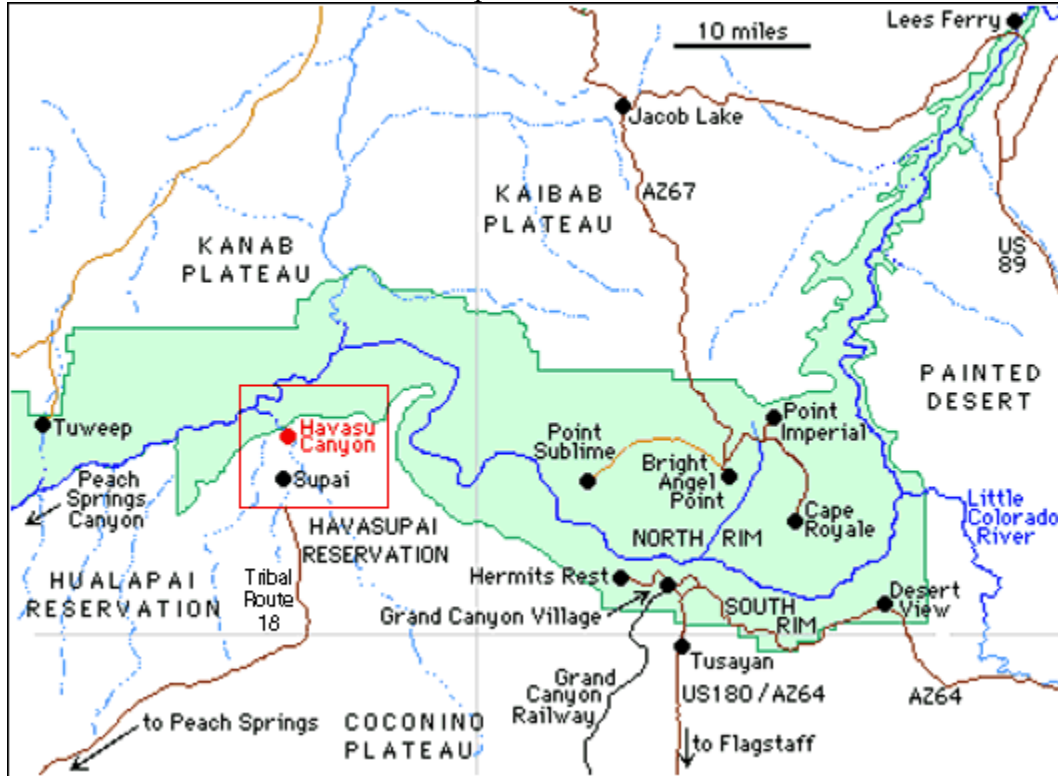 Lees Ferry
10 miles
Jacob Lake
KAIBAB
PLATEAU
AZ67
KANAB
PLATEAU
US
89
PAINTED
DESERT
Tuweep
Havasu
Canyon
Supai
Point
Sublime
Point
Imperial
Bright
Angel
Point
Cape
Royale
Peach
Springs
Canyon
Little
Colorado
River
HAVASUPAI
RESERVATION
NORTH RIM
HUALAPAI
RESERVATION
Tribal
Route
18
Hermits Rest
Grand Canyon Village
SOUTH
RIM
Desert
View
Tusayan
Grand
Canyon
Railway
US180/AZ64
AZ64
to Peach Springs
COCONINO
PLATEAU
to Flagstaff